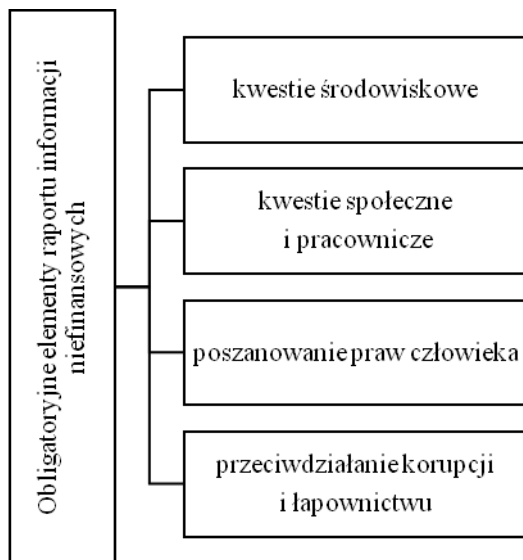 Obligatoryjne elementy raportu informacji
niefinansowych
kwestie środowiskowe
kwestie społeczne
i pracownicze
poszanowanie praw człowieka
przeciwdziałanie korupcji
i łapownictwu